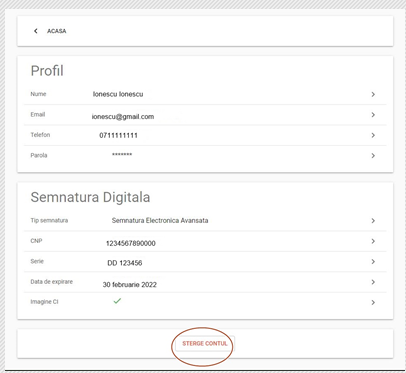 ACASA
Profil
Nume Ionescu Ionescu
Email ionescu@gmail.com
Telefon 0711111111
Parola *******
Semnatura Digitala
Tip semnatura Semnatura Electronica Avansata
CNP 1234567890000
Serie DD 123456
Data de expirare 30 februarie 2022
Imagine CI
STERGE CONTUL